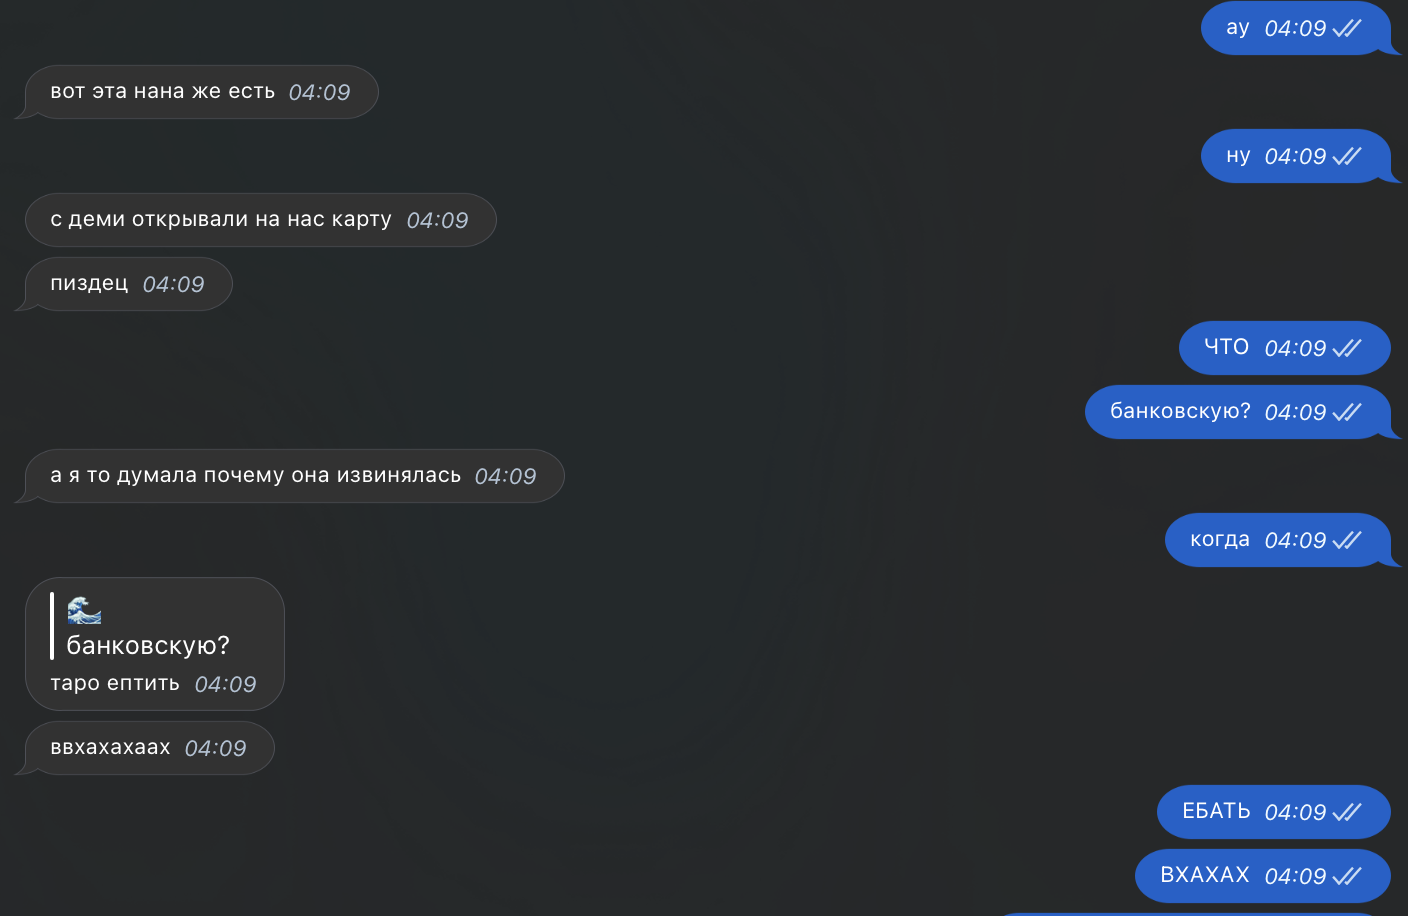 ау 04:09
вот эта нана же есть 04:09
ну 04:09
с деми открывали на нас карту 04:09
пиздец 04:09
ЧТО 04:09
банковскую? 04:09
а я то думала почему она извинялась 04:09
когда 04:09
🌊
банковскую?
таро ептить 04:09
ввхахахаах 04:09
ЕБАТЬ 04:09
ВХАХАХ 04:09